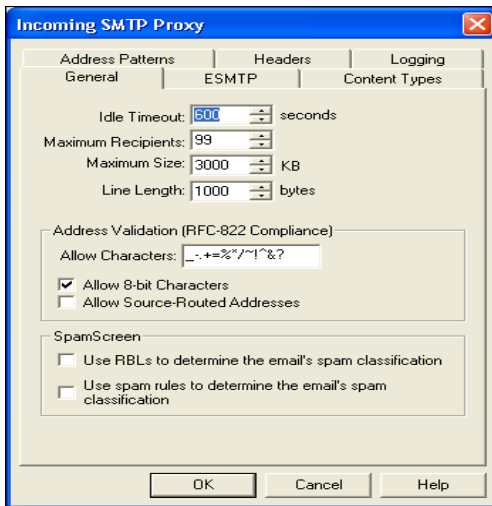 Incoming SMTP Proxy
Address Patterns Headers Logging
General ESMTP Content Types
Idle Timeout: 600 seconds
Maximum Recipients: 99
Maximum Size: 3000 KB
Line Length: 1000 bytes
Address Validation (RFC-822 Compliance)
Allow Characters: _-.+=%*/~!^&?
Allow 8-bit Characters
Allow Source-Routed Addresses
SpamScreen
Use RBLs to determine the email's spam classification
Use spam rules to determine the email's spam
classification
OK Cancel Help